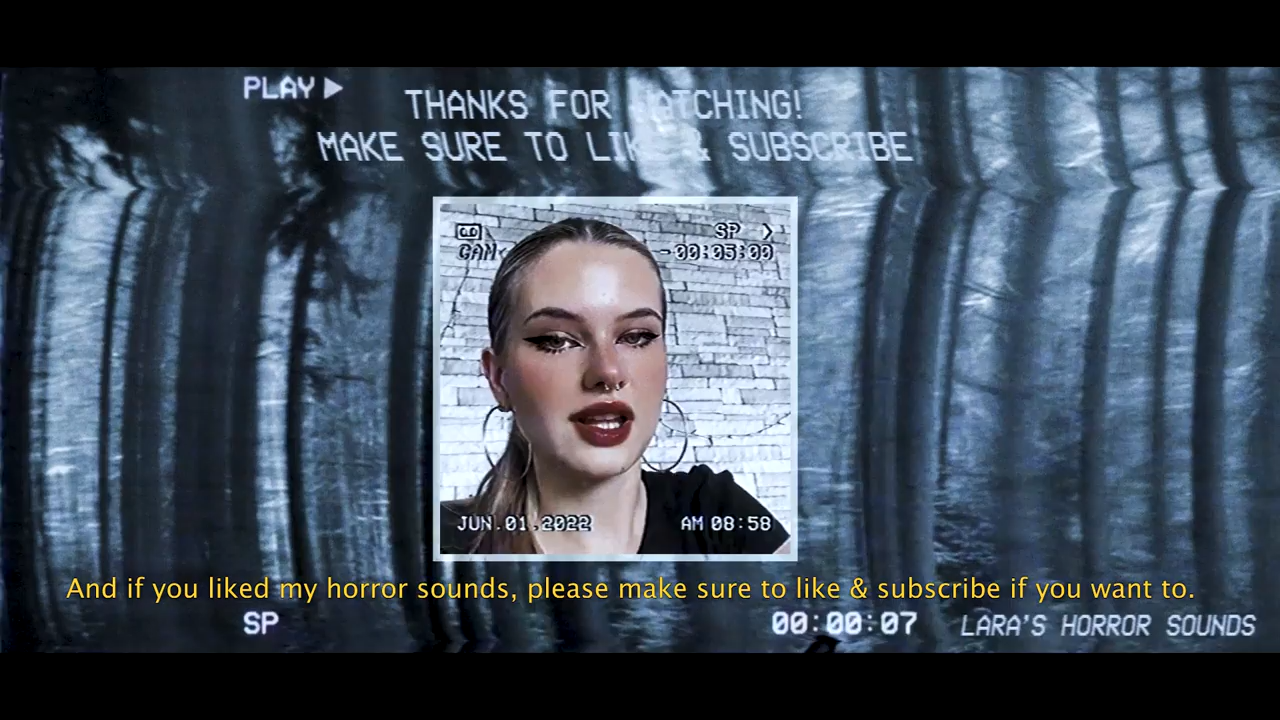 PLAY
THANKS FOR WATCHING!
MAKE SURE TO LIKE & SUBSCRIBE
SP
CAM
-00:05:00
JUN.01.2022
AM 08:58
And if you liked my horror sounds, please make sure to like & subscribe if you want to.
SP
00:00:07
LARA'S HORROR SOUNDS